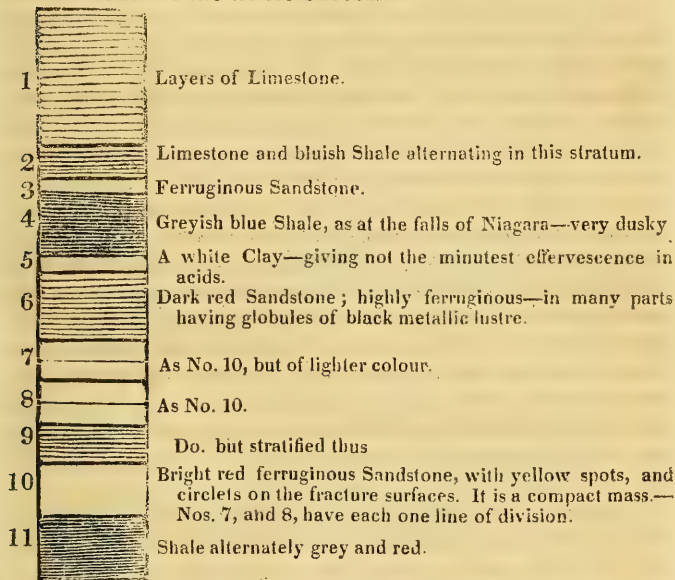 1 Layers of Limestone.
2 Limestone and bluish Shale alternating in this stratum.
3 Ferruginous Sandstone.
4 Greyish blue Shale, as at the falls of Niagara—very dusky
5 A white Clay—giving not the minutest effervescence in
acids.
6 Dark red Sandstone; highly ferruginous—in many parts
having globules of black metallic lustre.
7 As No. 10, but of lighter colour.
8 As No. 10.
9 Do. but stratified thus
10 Bright red ferruginous Sandstone, with yellow spots, and
circlets on the fracture surfaces. It is a compact mass.—
Nos. 7, and 8, have each one line of division.
11 Shale alternately grey and red.